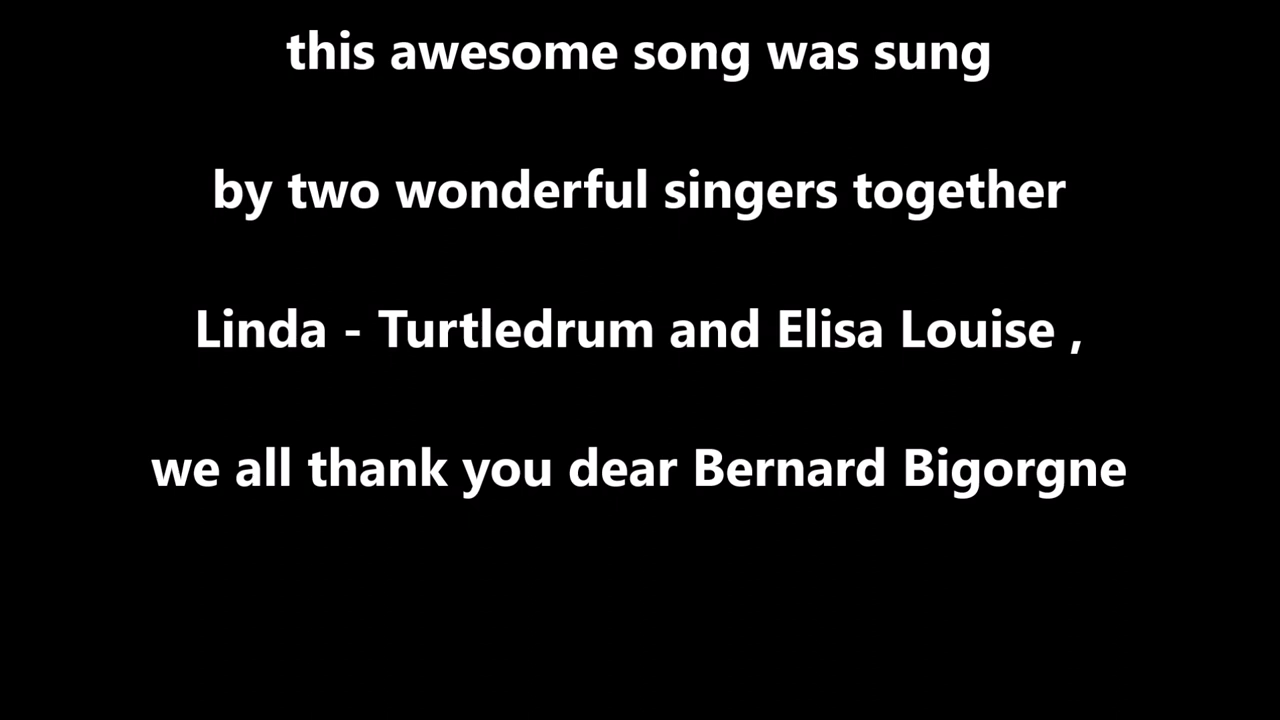 this awesome song was sung
by two wonderful singers together
Linda - Turtledrum and Elisa Louise ,
we all thank you dear Bernard Bigorgne